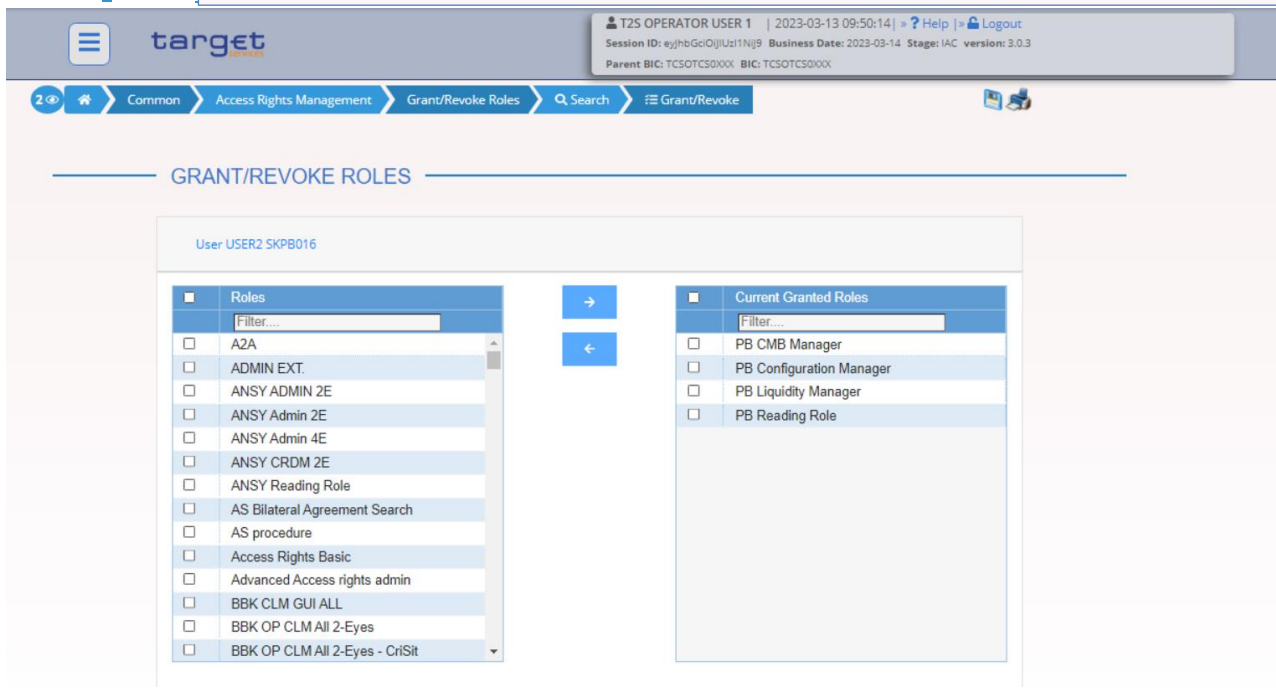 target
services
T2S OPERATOR USER 1 | 2023-03-13 09:50:14| » ? Help |» Logout
Session ID: eyJhbGciOiJIUzI1NiJ9 Business Date: 2023-03-14 Stage: IAC version: 3.0.3
Parent BIC: TCSOTCS0XXX BIC: TCSOTCS0XXX
2 Common Access Rights Management Grant/Revoke Roles Search Grant/Revoke
GRANT/REVOKE ROLES
User USER2 SKPB016
Roles
Filter....
A2A
ADMIN EXT.
ANSY ADMIN 2E
ANSY Admin 2E
ANSY Admin 4E
ANSY CRDM 2E
ANSY Reading Role
AS Bilateral Agreement Search
AS procedure
Access Rights Basic
Advanced Access rights admin
BBK CLM GUI ALL
BBK OP CLM All 2-Eyes
BBK OP CLM All 2-Eyes - CriSit
Current Granted Roles
Filter....
PB CMB Manager
PB Configuration Manager
PB Liquidity Manager
PB Reading Role